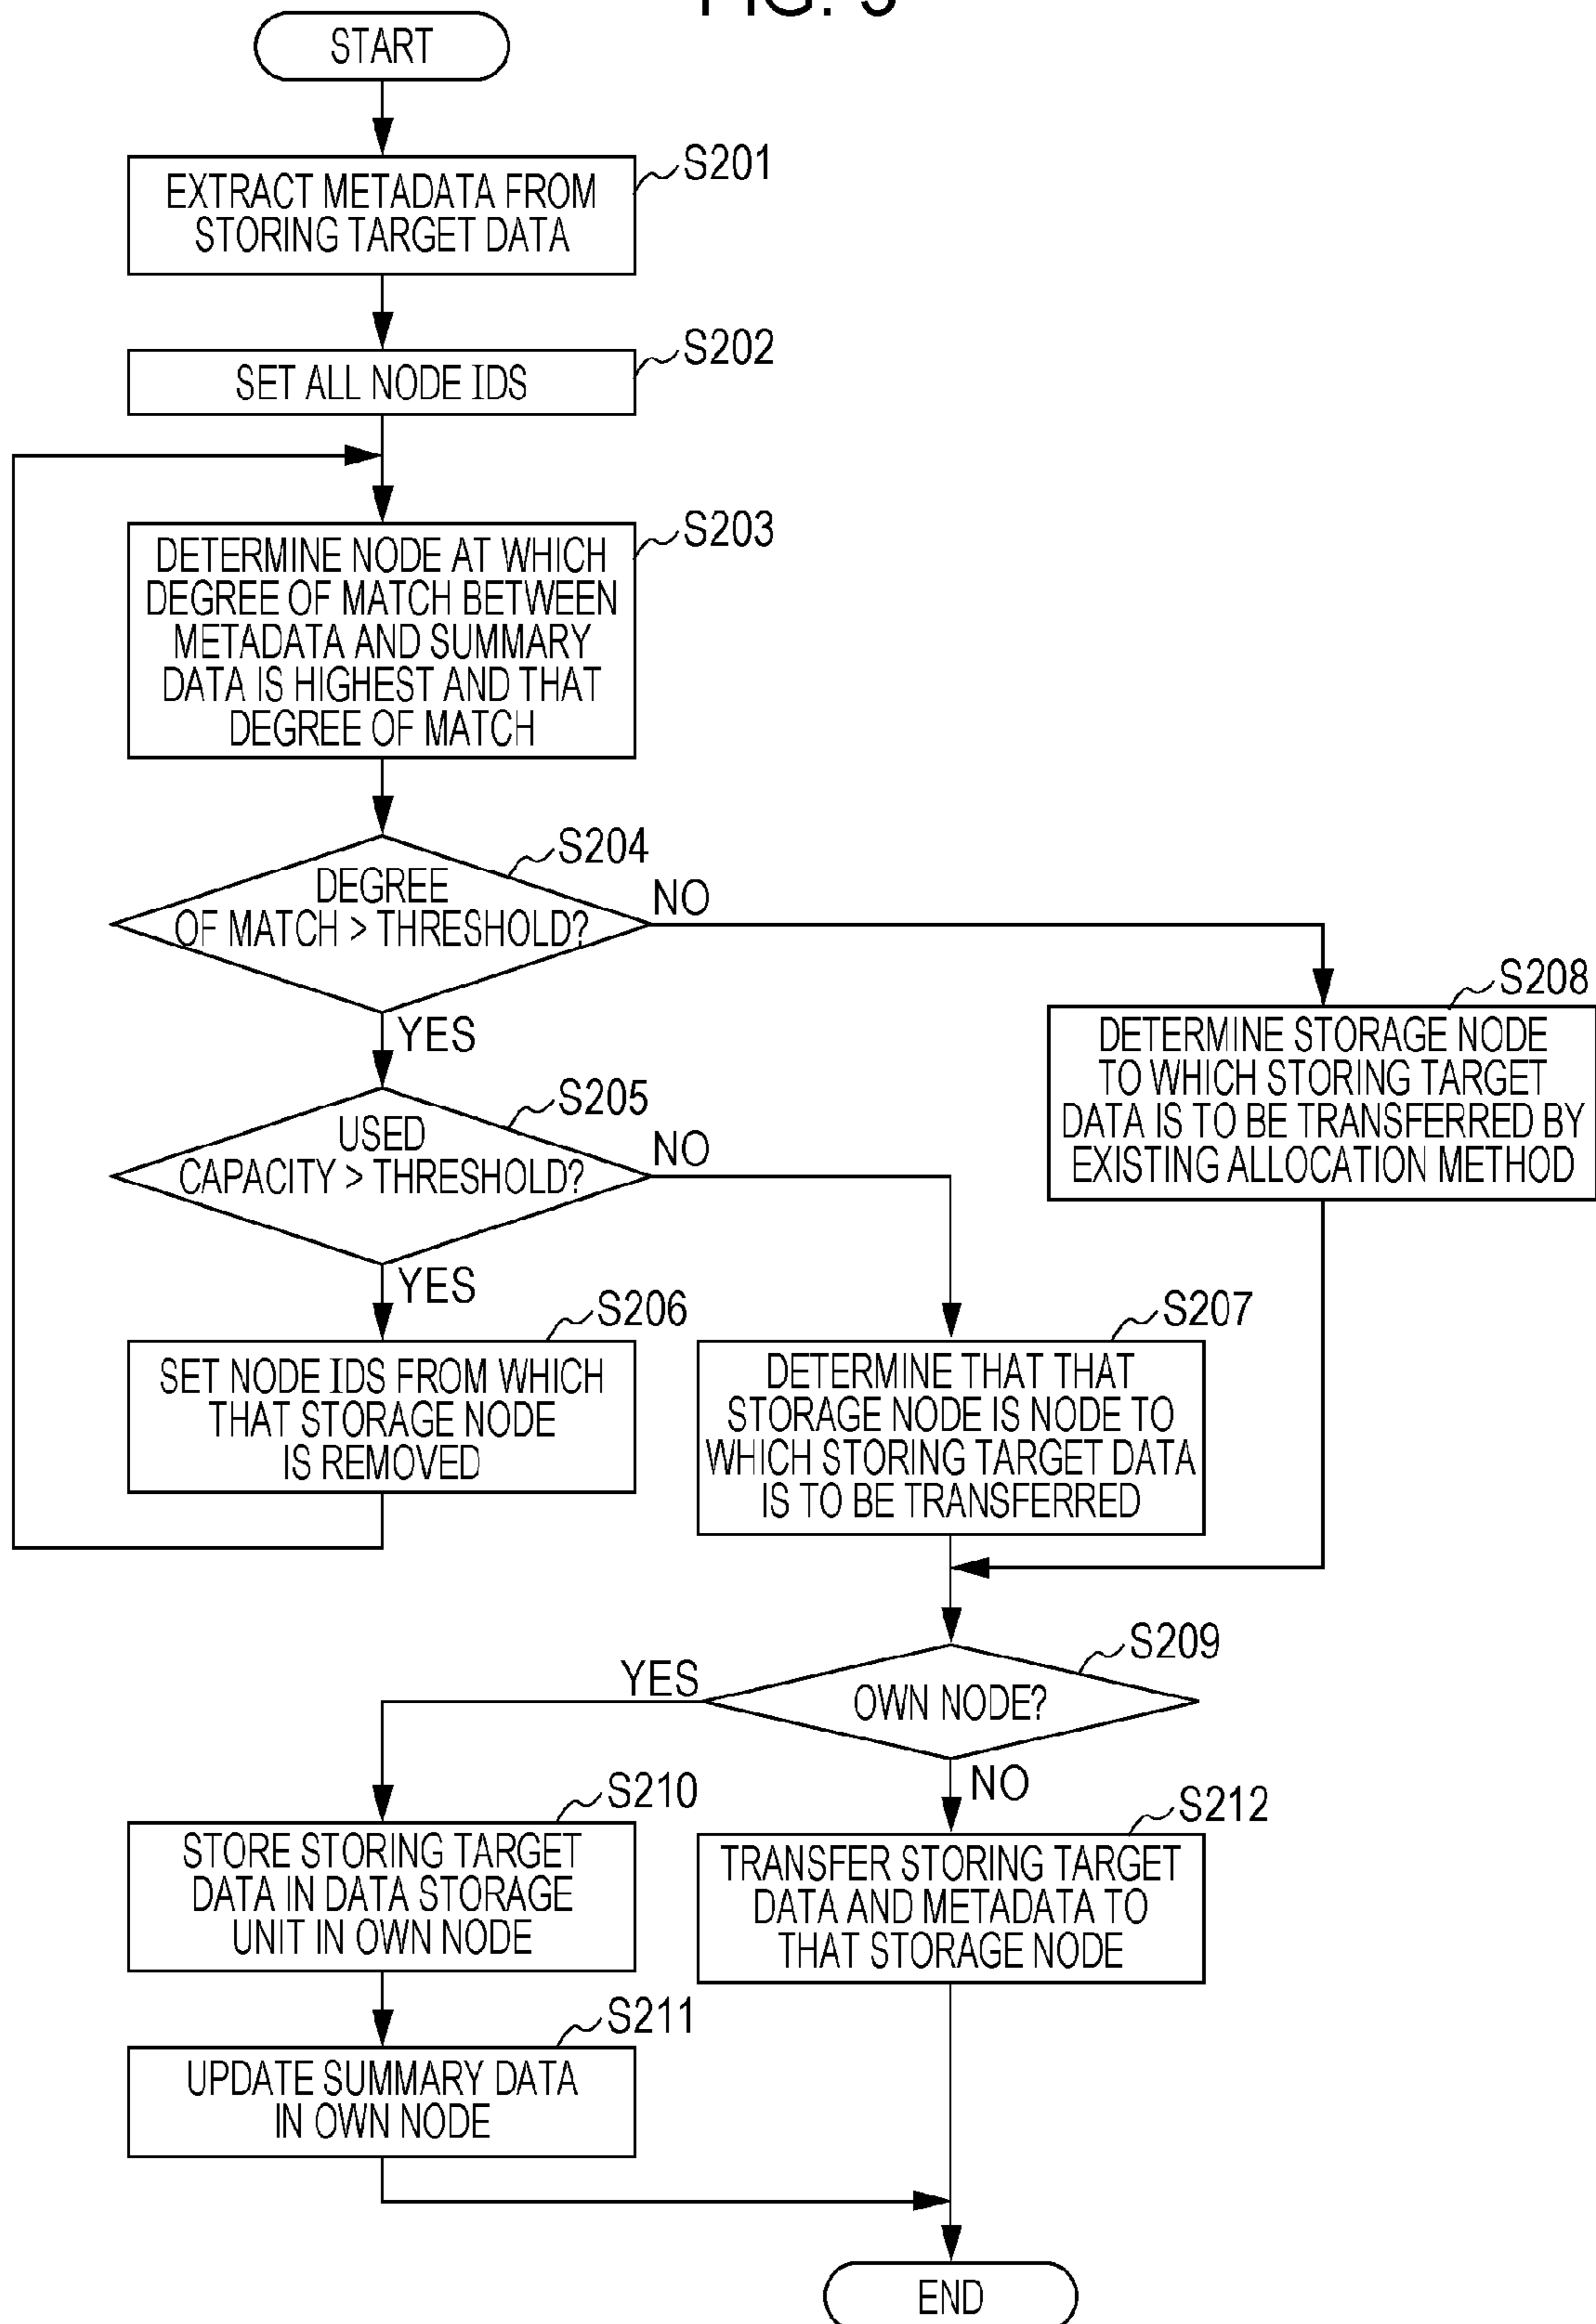 START
S201
EXTRACT METADATA FROM
STORING TARGET DATA
S202
SET ALL NODE IDS
S203
DETERMINE NODE AT WHICH
DEGREE OF MATCH BETWEEN
METADATA AND SUMMARY
DATA IS HIGHEST AND THAT
DEGREE OF MATCH
S204
DEGREE
OF MATCH > THRESHOLD?
NO
YES
S208
DETERMINE STORAGE NODE
TO WHICH STORING TARGET
DATA IS TO BE TRANSFERRED BY
EXISTING ALLOCATION METHOD
S205
USED
CAPACITY > THRESHOLD?
NO
YES
S206
SET NODE IDS FROM WHICH
THAT STORAGE NODE
IS REMOVED
S207
DETERMINE THAT THAT
STORAGE NODE IS NODE TO
WHICH STORING TARGET DATA
IS TO BE TRANSFERRED
S209
OWN NODE?
YES
NO
S210
STORE STORING TARGET
DATA IN DATA STORAGE
UNIT IN OWN NODE
S212
TRANSFER STORING TARGET
DATA AND METADATA TO
THAT STORAGE NODE
S211
UPDATE SUMMARY DATA
IN OWN NODE
END